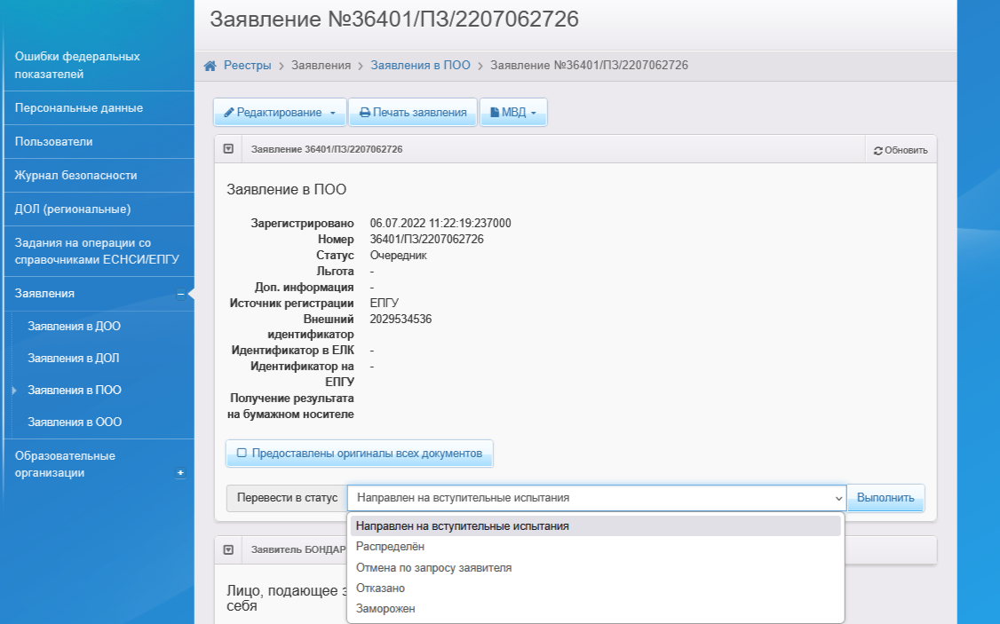 Заявление №36401/ПЗ/2207062726
Ошибки федеральных
показателей
Персональные данные
Пользователи
Журнал безопасности
ДОЛ (региональные)
Задания на операции со
справочниками ЕСНСИ/ЕПГУ
Заявления
Заявления в ДОО
Заявления в ДОЛ
Заявления в ПОО
Заявления в ООО
Образовательные
организации
Реестры > Заявления > Заявления в ПОО > Заявление №36401/ПЗ/2207062726
Редактирование Печать заявления МВД
Заявление 36401/ПЗ/2207062726 Обновить
Заявление в ПОО
Зарегистрировано 06.07.2022 11:22:19:237000
Номер 36401/ПЗ/2207062726
Статус Очередник
Льгота -
Доп. информация -
Источник регистрации ЕПГУ
Внешний 2029534536
идентификатор
Идентификатор в ЕЛК -
Идентификатор на -
ЕПГУ
Получение результата
на бумажном носителе
Предоставлены оригиналы всех документов
Перевести в статус Направлен на вступительные испытания Выполнить
Направлен на вступительные испытания
Распределён
Отмена по запросу заявителя
Отказано
Заморожен
Заявитель БОНДАР
Лицо, подающее з
себя